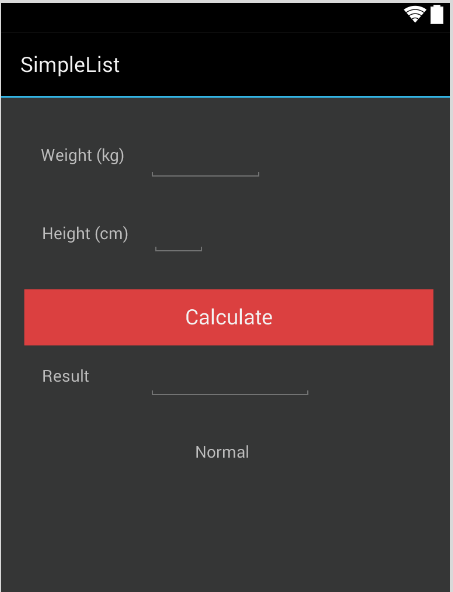 SimpleList
Weight (kg)
Height (cm)
Calculate
Result
Normal